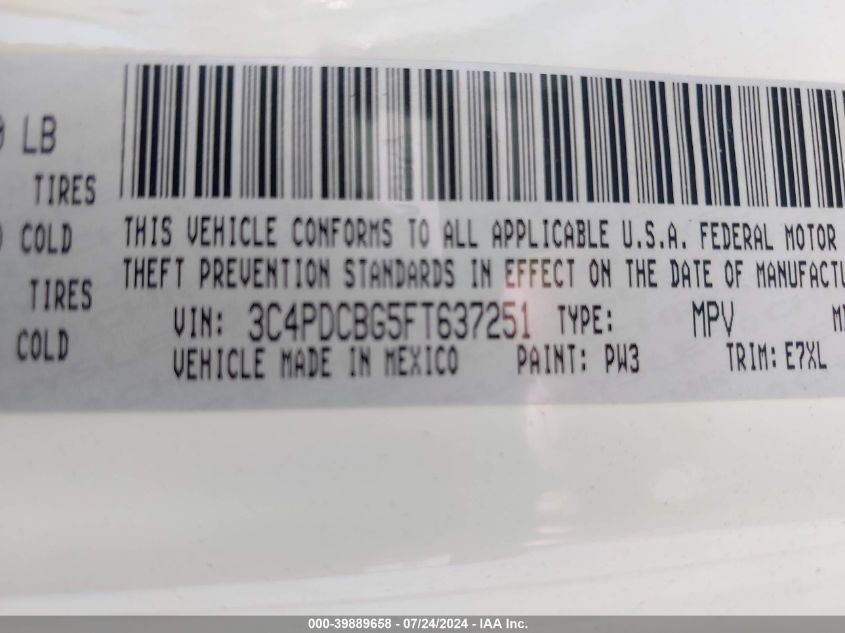 LB
TIRES
COLD
TIRES
COLD
THIS VEHICLE CONFORMS TO ALL APPLICABLE U.S.A. FEDERAL MOTOR
THEFT PREVENTION STANDARDS IN EFFECT ON THE DATE OF MANUFACTU
VIN: 3C4PDCBG5FT637251 TYPE: MPV
VEHICLE MADE IN MEXICO PAINT: PW3 TRIM: E7XL
000-39889658 - 07/24/2024 - IAA Inc.